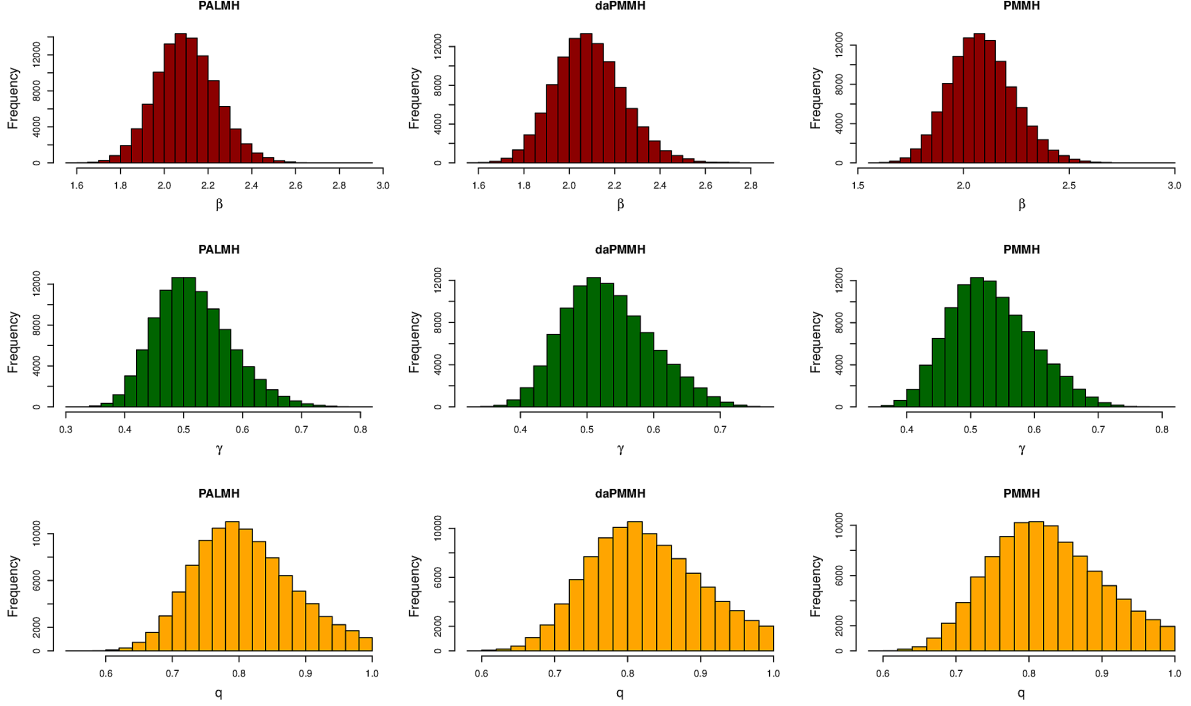 PALMH daPMMH PMMH
Frequency 0 4000 8000 12000 Frequency 0 4000 8000 12000 Frequency 0 4000 8000 12000
1.6 1.8 2.0 2.2 2.4 2.6 2.8 3.0 1.6 1.8 2.0 2.2 2.4 2.6 2.8 1.5 2.0 2.5 3.0
β β β
PALMH daPMMH PMMH
Frequency 0 4000 8000 12000 Frequency 0 4000 8000 12000 Frequency 0 4000 8000 12000
0.3 0.4 0.5 0.6 0.7 0.8 0.4 0.5 0.6 0.7 0.4 0.5 0.6 0.7 0.8
γ γ γ
PALMH daPMMH PMMH
Frequency 0 2000 6000 10000 Frequency 0 2000 6000 10000 Frequency 0 2000 6000 10000
0.6 0.7 0.8 0.9 1.0 0.6 0.7 0.8 0.9 1.0 0.6 0.7 0.8 0.9 1.0
q q q